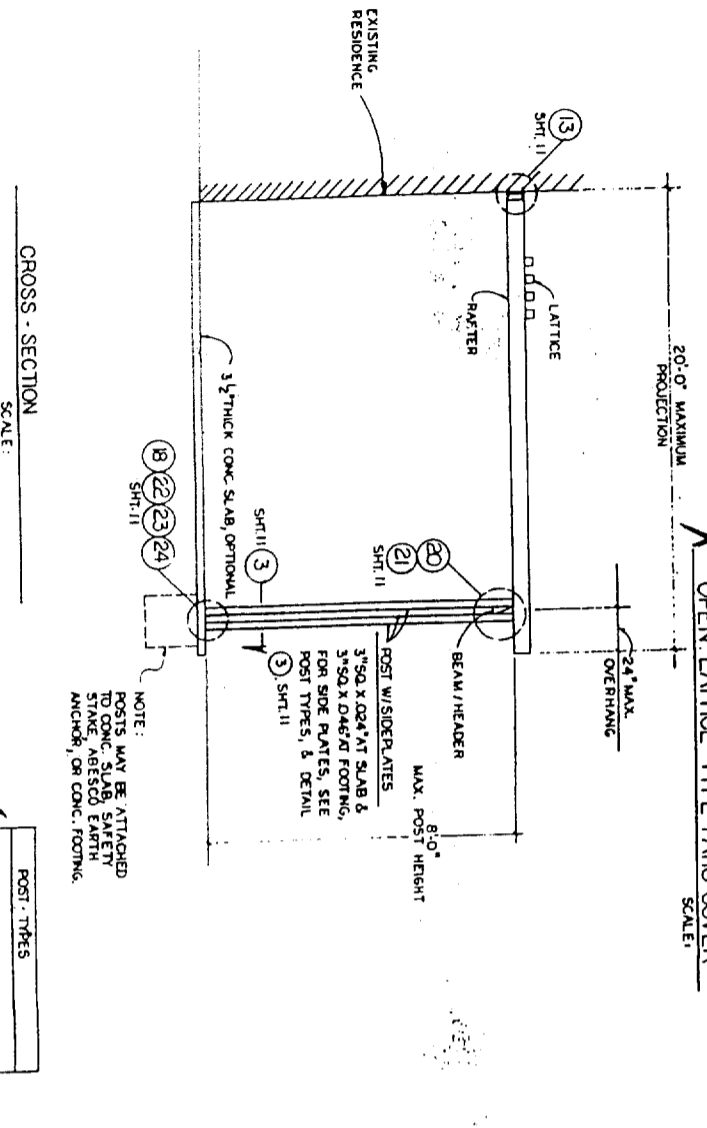 OPEN LATTICE TYPE PATIO COVER
SCALE:
20'-0" MAXIMUM
PROJECTION
24" MAX.
OVERHANG
13
SHT. 11
EXISTING
RESIDENCE
LATTICE
RAFTER
BEAM / HEADER
20
21
SHT. 11
8'-0"
MAX. POST HEIGHT
POST W/SIDEPLATES
3"SQ. X .024" AT SLAB &
3"SQ. X .046" AT FOOTING,
FOR SIDE PLATES, SEE
POST TYPES, & DETAIL
3 SHT. 11
SHT. 11 3
3 1/2" THICK CONC. SLAB, OPTIONAL
18 22 23 24
SHT. 11
NOTE:
POSTS MAY BE ATTACHED
TO CONC. SLAB, SAFETY
STAKE, ABESCO EARTH
ANCHOR, OR CONC. FOOTING.
CROSS - SECTION
SCALE:
POST - TYPES